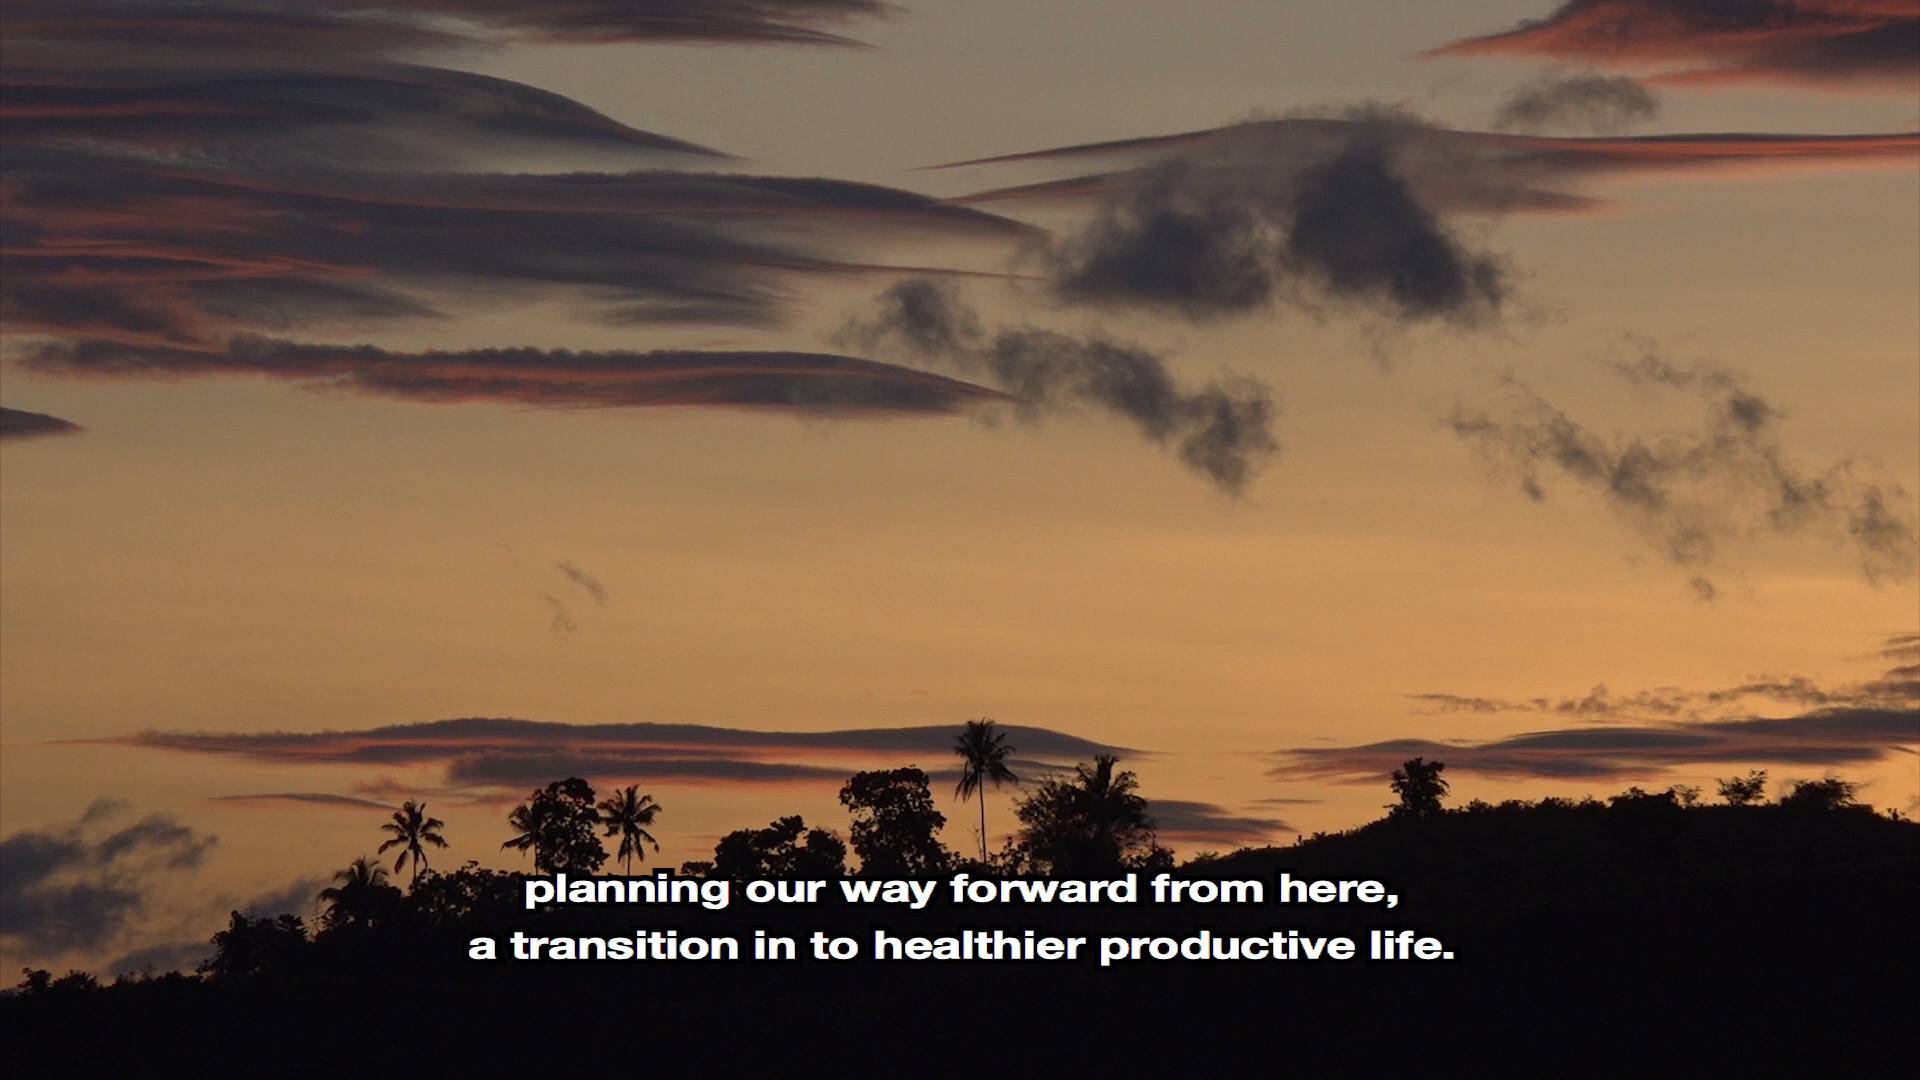 planning our way forward from here,
a transition in to healthier productive life.